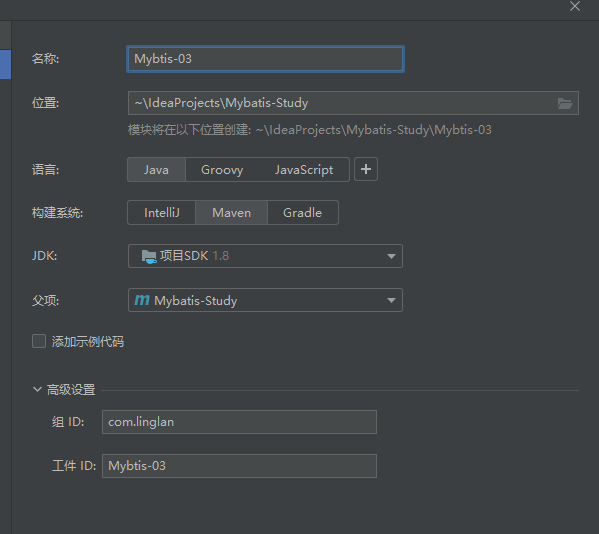 名称: Mybtis-03
位置: ~\IdeaProjects\Mybatis-Study
模块将在以下位置创建: ~\IdeaProjects\Mybatis-Study\Mybtis-03
语言: Java Groovy JavaScript +
构建系统: IntelliJ Maven Gradle
JDK: 项目SDK 1.8
父项: m Mybatis-Study
添加示例代码
高级设置
组 ID: com.linglan
工件 ID: Mybtis-03